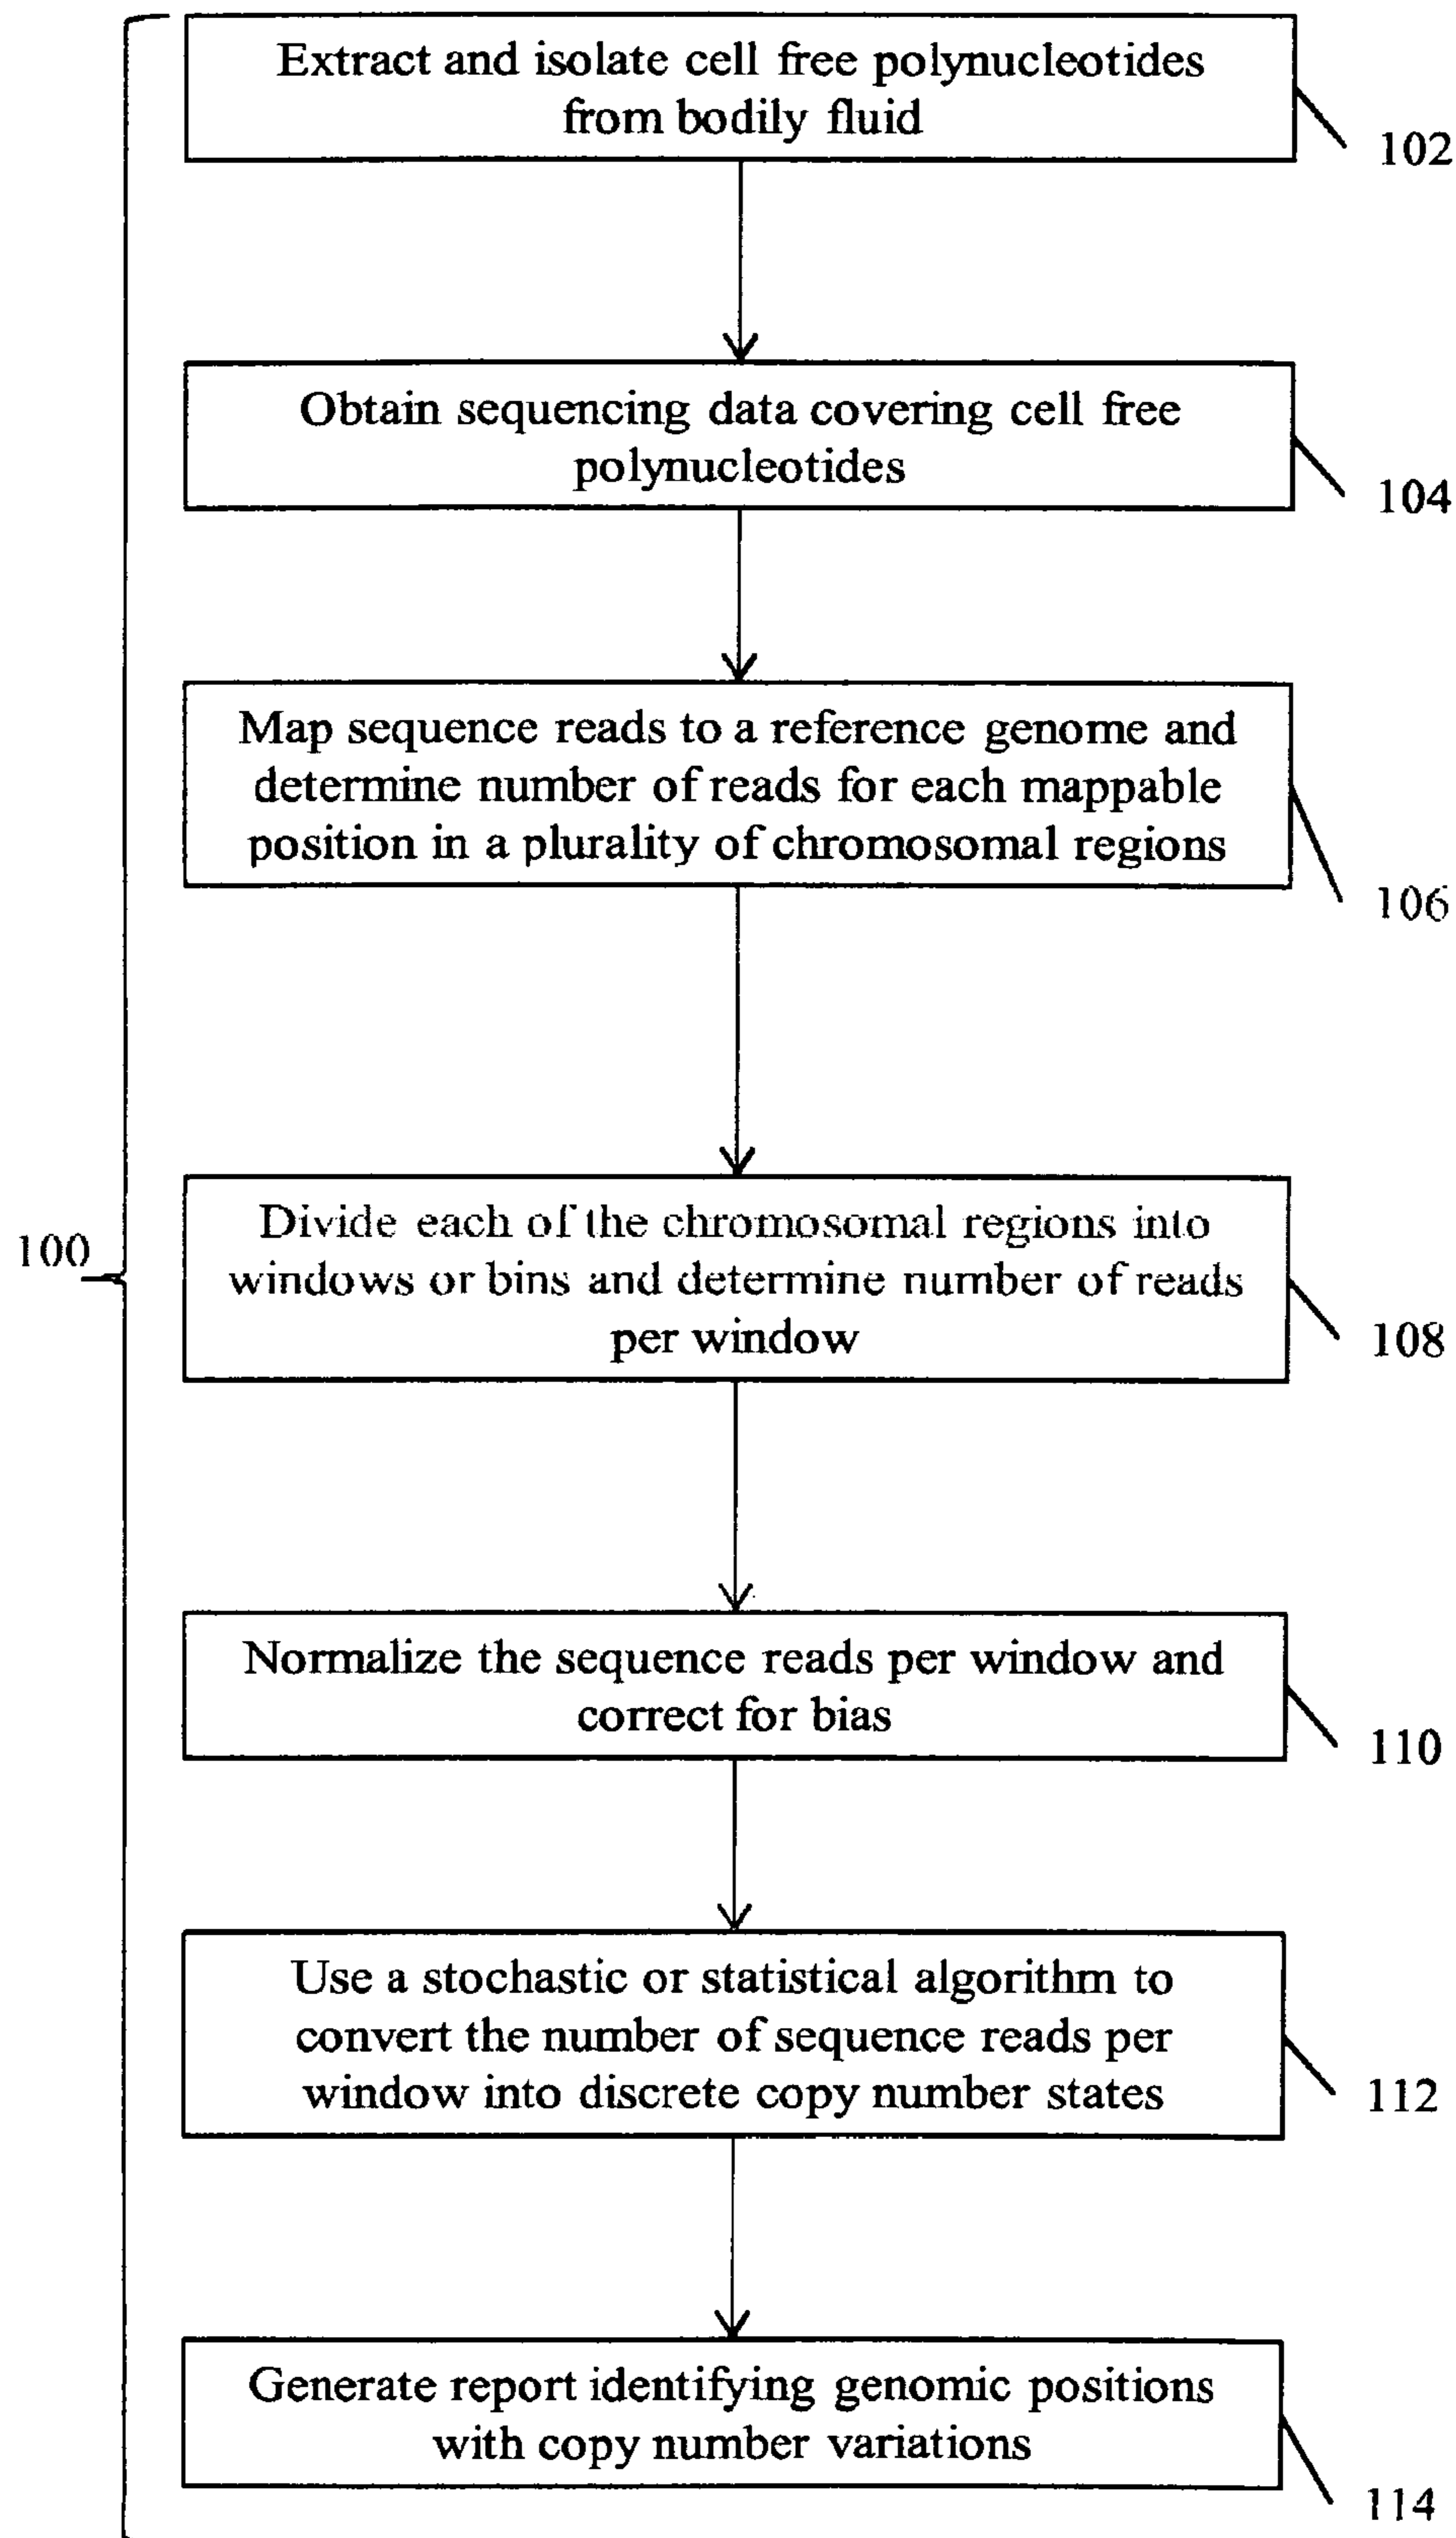 Extract and isolate cell free polynucleotides
from bodily fluid
102
Obtain sequencing data covering cell free
polynucleotides
104
Map sequence reads to a reference genome and
determine number of reads for each mappable
position in a plurality of chromosomal regions
106
100
Divide each of the chromosomal regions into
windows or bins and determine number of reads
per window
108
Normalize the sequence reads per window and
correct for bias
110
Use a stochastic or statistical algorithm to
convert the number of sequence reads per
window into discrete copy number states
112
Generate report identifying genomic positions
with copy number variations
114